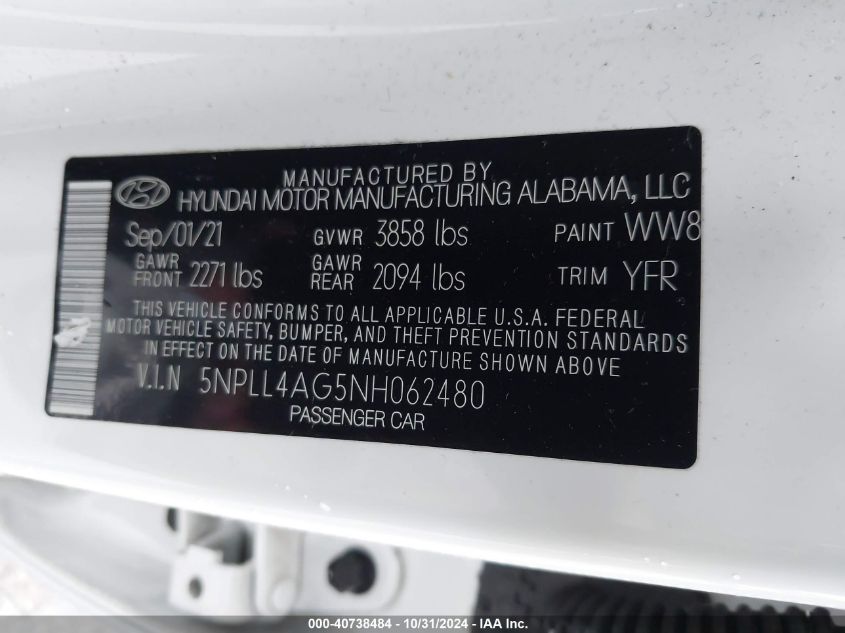 MANUFACTURED BY
HYUNDAI MOTOR MANUFACTURING ALABAMA, LLC
Sep/01/21 GVWR 3858 lbs PAINT WW8
GAWR FRONT 2271 lbs GAWR REAR 2094 lbs TRIM YFR
THIS VEHICLE CONFORMS TO ALL APPLICABLE U.S.A. FEDERAL
MOTOR VEHICLE SAFETY, BUMPER, AND THEFT PREVENTION STANDARDS
IN EFFECT ON THE DATE OF MANUFACTURE SHOWN ABOVE
V.I.N 5NPLL4AG5NH062480
PASSENGER CAR
000-40738484 - 10/31/2024 - IAA Inc.